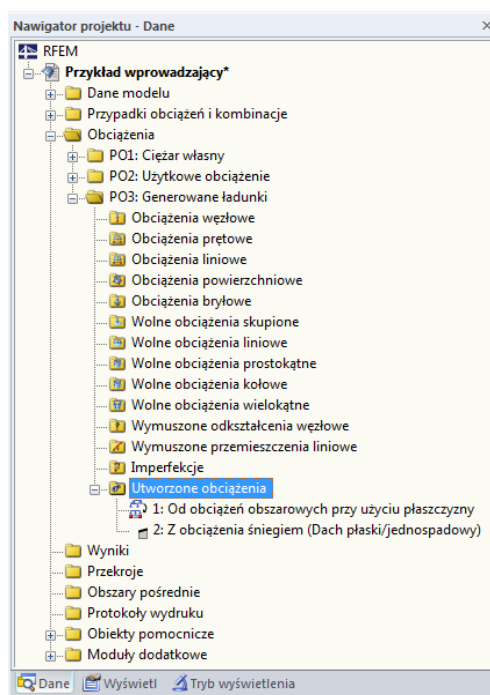 Nawigator projektu - Dane
RFEM
Przykład wprowadzający*
Dane modelu
Przypadki obciążeń i kombinacje
Obciążenia
PO1: Ciężar własny
PO2: Użytkowe obciążenie
PO3: Generowane ładunki
Obciążenia węzłowe
Obciążenia prętowe
Obciążenia liniowe
Obciążenia powierzchniowe
Obciążenia bryłowe
Wolne obciążenia skupione
Wolne obciążenia liniowe
Wolne obciążenia prostokątne
Wolne obciążenia kołowe
Wolne obciążenia wielokątne
Wymuszone odkształcenia węzłowe
Wymuszone przemieszczenia liniowe
Imperfekcje
Utworzone obciążenia
1: Od obciążeń obszarowych przy użyciu płaszczyzny
2: Z obciążenia śniegiem (Dach płaski/jednospadowy)
Wyniki
Przekroje
Obszary pośrednie
Protokoły wydruku
Obiekty pomocnicze
Moduły dodatkowe
Dane Wyświetl Tryb wyświetlenia